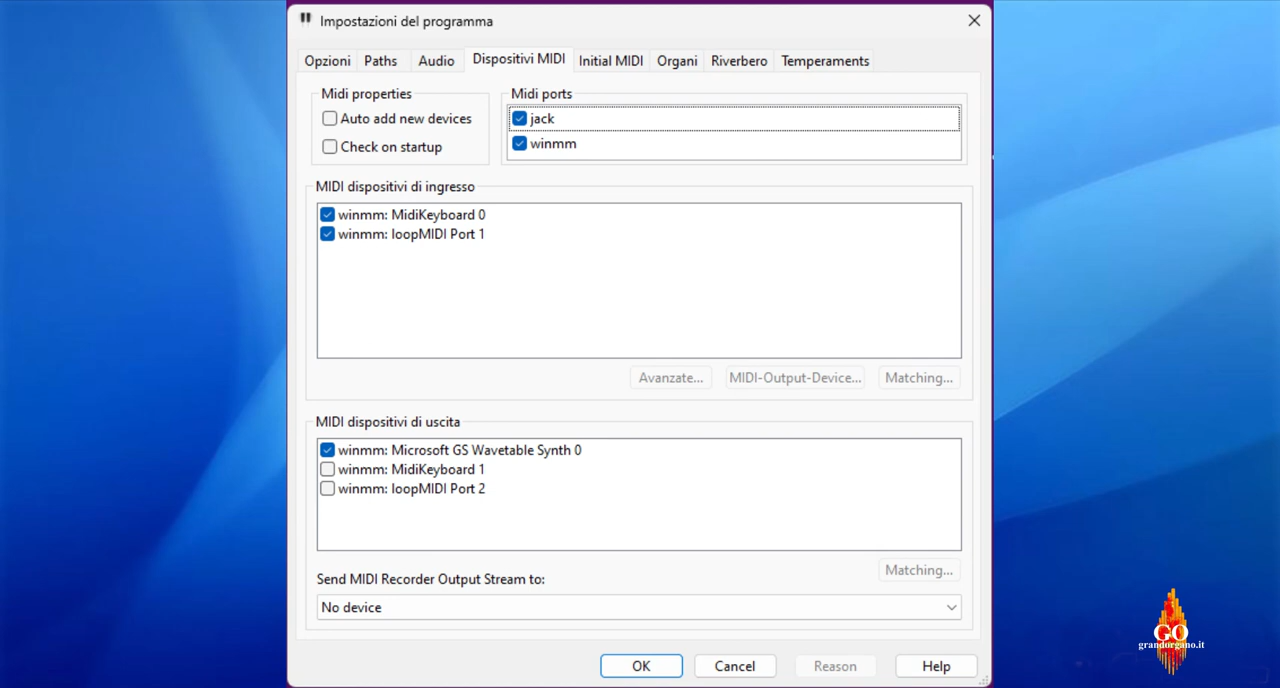 Impostazioni del programma
Opzioni Paths Audio Dispositivi MIDI Initial MIDI Organi Riverbero Temperaments
Midi properties
Auto add new devices
Check on startup
Midi ports
jack
winmm
MIDI dispositivi di ingresso
winmm: MidiKeyboard 0
winmm: loopMIDI Port 1
Avanzate... MIDI-Output-Device... Matching...
MIDI dispositivi di uscita
winmm: Microsoft GS Wavetable Synth 0
winmm: MidiKeyboard 1
winmm: loopMIDI Port 2
Matching...
Send MIDI Recorder Output Stream to:
No device
OK Cancel Reason Help
GO
grandorgano.it